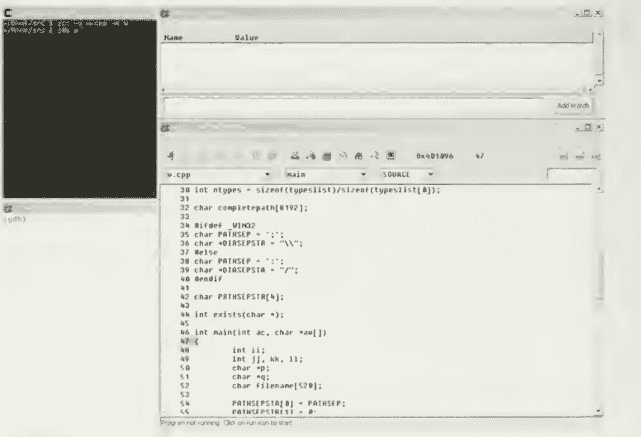 (gdb)
Name Value
Add Watch
0x401096 47
w.cpp main SOURCE
30 int ntypes = sizeof(typeslist)/sizeof(typeslist[0]);
31
32 char completepath[8192];
33
34 #ifdef _WIN32
35 char PATHSEP = ';';
36 char *DIRSEPSTR = "\\";
37 #else
38 char PATHSEP = ':';
39 char *DIRSEPSTR = "/";
40 #endif
41
42 char PATHSEPSTR[4];
43
44 int exists(char *);
45
46 int main(int ac, char *av[])
47 {
48 int ii;
49 int jj, kk, ll;
50 char *p;
51 char *q;
52 char filename[520];
53
54 PATHSEPSTR[0] = PATHSEP;
55 PATHSEPSTR[1] = 0;
Program not running. Click on run icon to start